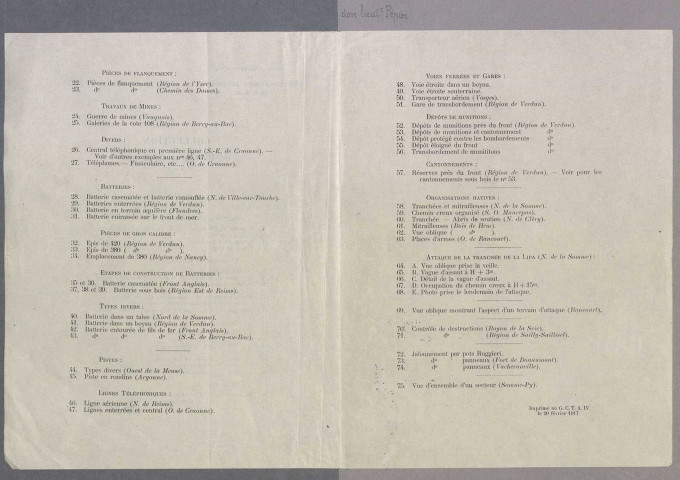 don Lieut<sup>t</sup> Périn
PIÈCES DE FLANQUEMENT :
22. Pièces de flanquement (Région de l'Yser).
23. d° d° (Chemin des Dames).
TRAVAUX DE MINES :
24. Guerre de mines (Vauquois).
25. Galeries de la cote 108 (Région de Berry-au-Bac).
DIVERS :
26. Central téléphonique en première ligne (S.-E. de Craonne). —
Voir d'autres exemples aux nos 46, 47.
27. Téléphones.— Funiculaire, etc.... (O. de Craonne).
BATTERIES :
28. Batterie casematée et batterie camouflée (N. de Ville-sur-Tourbe).
29. Batteries enterrées (Région de Verdun).
30. Batterie en terrain aquifère (Flandres).
31. Batterie cuirassée sur le front de mer.
PIÈCES DE GROS CALIBRE :
32. Epis de 420 (Région de Verdun).
33. Epis de 380 ( d° d° ).
34. Emplacement de 380 (Région de Nancy).
ETAPES DE CONSTRUCTION DE BATTERIES :
35 et 36. Batterie casematée (Front Anglais).
37, 38 et 39. Batterie sous bois (Région Est de Reims).
TYPES DIVERS :
40. Batterie dans un talus (Nord de la Somme).
41. Batterie dans un boyau (Région de Verdun).
42. Batterie entourée de fils de fer (Front Anglais).
43. d° d° d° (S.-E. de Berry-au-Bac).
PISTES :
44. Types divers (Ouest de la Meuse).
45. Piste en rondins (Argonne).
LIGNES TÉLÉPHONIQUES :
46. Ligne aérienne (N. de Reims).
47. Lignes enterrées et central (O. de Craonne).
VOIES FERRÉES ET GARES :
48. Voie étroite dans un boyau.
49. Voie étroite souterraine.
50. Transporteur aérien (Vosges).
51. Gare de transbordement (Région de Verdun).
DÉPÔTS DE MUNITIONS :
52. Dépôts de munitions près du front (Région de Verdun).
53. Dépôts de munitions et cantonnement d°
54. Dépôt protégé contre les bombardements d°
55. Dépôt éloigné du front d°
56. Transbordement de munitions d°
CANTONNEMENTS :
57. Réserves près du front (Région de Verdun). — Voir pour les
cantonnements sous bois le n° 53.
ORGANISATIONS HATIVES :
58. Tranchées et mitrailleuses (N. de la Somme).
59. Chemin creux organisé (S. O. Maurepas).
60. Tranchée — Abris de soutien (N. de Cléry).
61. Mitrailleuses (Bois de Hem).
62. Vue oblique ( d° ).
63. Places d'armes (O. de Rancourt).
ATTAQUE DE LA TRANCHÉE DE LA LIPA (N. de la Somme) :
64. A. Vue oblique prise la veille.
65. B. Vague d'assaut à H + 3m.
66. C. Détail de la vague d'assaut.
67. D. Occupation du chemin creux à H + 45m.
68. E. Photo prise le lendemain de l'attaque.
69. Vue oblique montrant l'aspect d'un terrain d'attaque (Rancourt).
70. Contrôle de destructions (Boyau de la Scie).
71. d° (Région de Sailly-Saillisel).
72. Jalonnement par pots Ruggieri.
73. d° panneaux (Fort de Douaumont).
74. d° panneaux (Vacherauville).
75. Vue d'ensemble d'un secteur (Somme-Py).
Imprimé au G. C. T. A. IV
le 20 février 1917